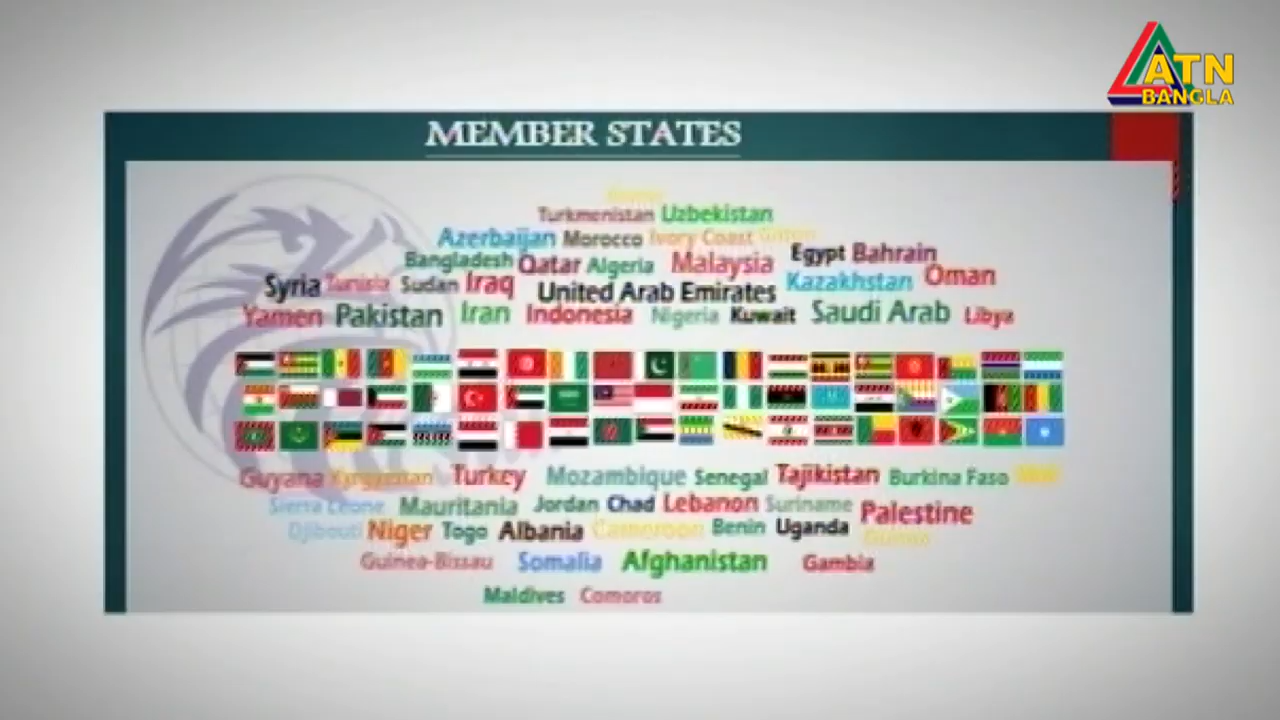 ATN
BANGLA
MEMBER STATES
Turkmenistan Uzbekistan
Azerbaijan Morocco Ivory Coast
Egypt Bahrain
Bangladesh Qatar Algeria Malaysia
Syria Tunisia Sudan Iraq United Arab Emirates Kazakhstan Oman
Yamen Pakistan Iran Indonesia Nigeria Kuwait Saudi Arab Libya
Guyana Kyrgyzstan Turkey Mozambique Senegal Tajikistan Burkina Faso
Sierra Leone Mauritania Jordan Chad Lebanon Suriname Palestine
Djibouti Niger Togo Albania Cameroon Benin Uganda
Guinea-Bissau Somalia Afghanistan Gambia
Maldives Comoros